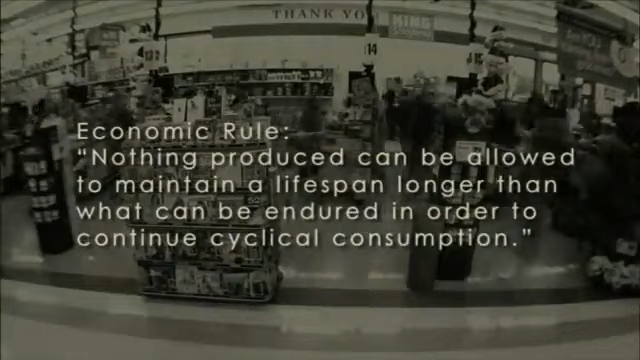 THANK YO
KING
14
Economic Rule:
"Nothing produced can be allowed
to maintain a lifespan longer than
what can be endured in order to
continue cyclical consumption."